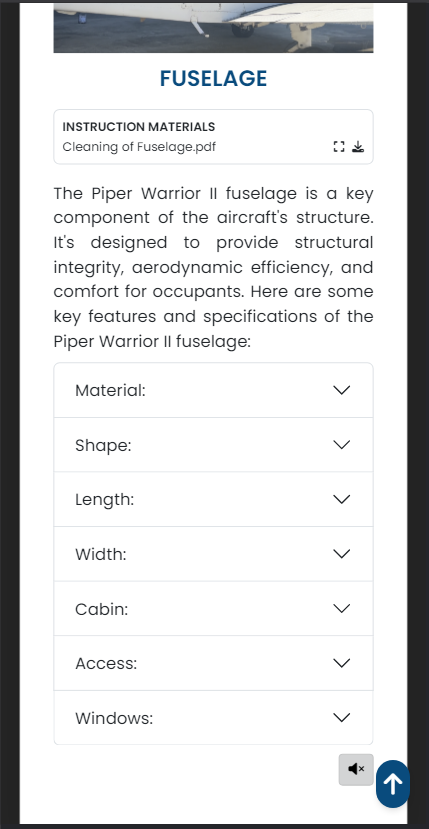 FUSELAGE
INSTRUCTION MATERIALS
Cleaning of Fuselage.pdf
The Piper Warrior II fuselage is a key
component of the aircraft's structure.
It's designed to provide structural
integrity, aerodynamic efficiency, and
comfort for occupants. Here are some
key features and specifications of the
Piper Warrior II fuselage:
Material:
Shape:
Length:
Width:
Cabin:
Access:
Windows: